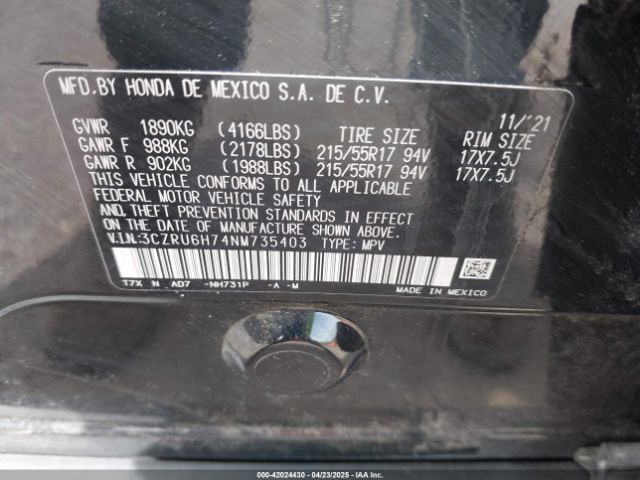 MFD.BY HONDA DE MEXICO S.A. DE C.V.
11/'21
GVWR 1890KG (4166LBS) TIRE SIZE RIM SIZE
GAWR F 988KG (2178LBS) 215/55R17 94V 17X7.5J
GAWR R 902KG (1988LBS) 215/55R17 94V 17X7.5J
THIS VEHICLE CONFORMS TO ALL APPLICABLE
FEDERAL MOTOR VEHICLE SAFETY
AND THEFT PREVENTION STANDARDS IN EFFECT
ON THE DATE OF MANUFACTURE SHOWN ABOVE.
V.I.N.:3CZRU6H74NM735403 TYPE: MPV
T7X N AD7 -NH731P -A -M MADE IN MEXICO
000-42024430 - 04/23/2025 - IAAI.COM